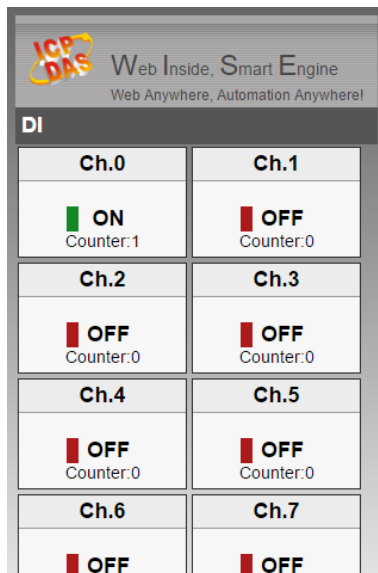 ICP DAS
Web Inside, Smart Engine
Web Anywhere, Automation Anywhere!
DI
Ch.0 Ch.1
ON OFF
Counter:1 Counter:0
Ch.2 Ch.3
OFF OFF
Counter:0 Counter:0
Ch.4 Ch.5
OFF OFF
Counter:0 Counter:0
Ch.6 Ch.7
OFF OFF